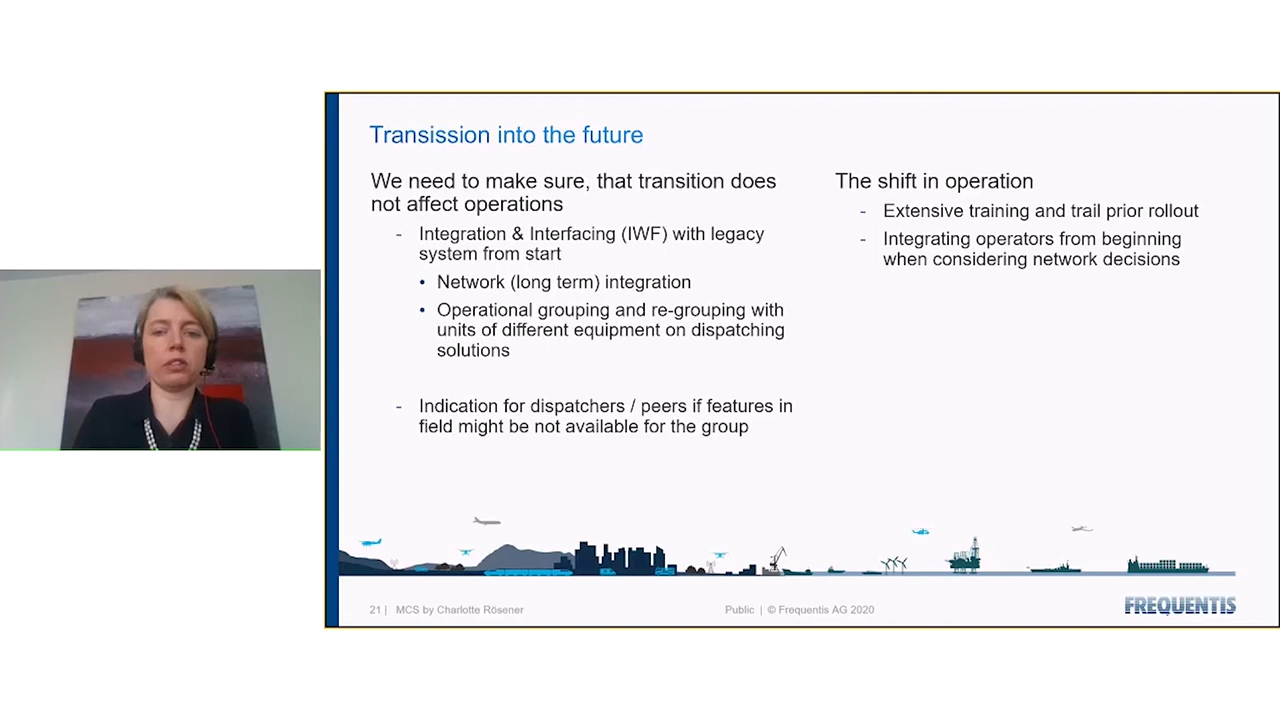 Transission into the future
We need to make sure, that transition does
not affect operations
- Integration & Interfacing (IWF) with legacy
system from start
• Network (long term) integration
• Operational grouping and re-grouping with
units of different equipment on dispatching
solutions
- Indication for dispatchers / peers if features in
field might be not available for the group
The shift in operation
- Extensive training and trail prior rollout
- Integrating operators from beginning
when considering network decisions
21 | MCS by Charlotte Rösener
Public | © Frequentis AG 2020
FREQUENTIS